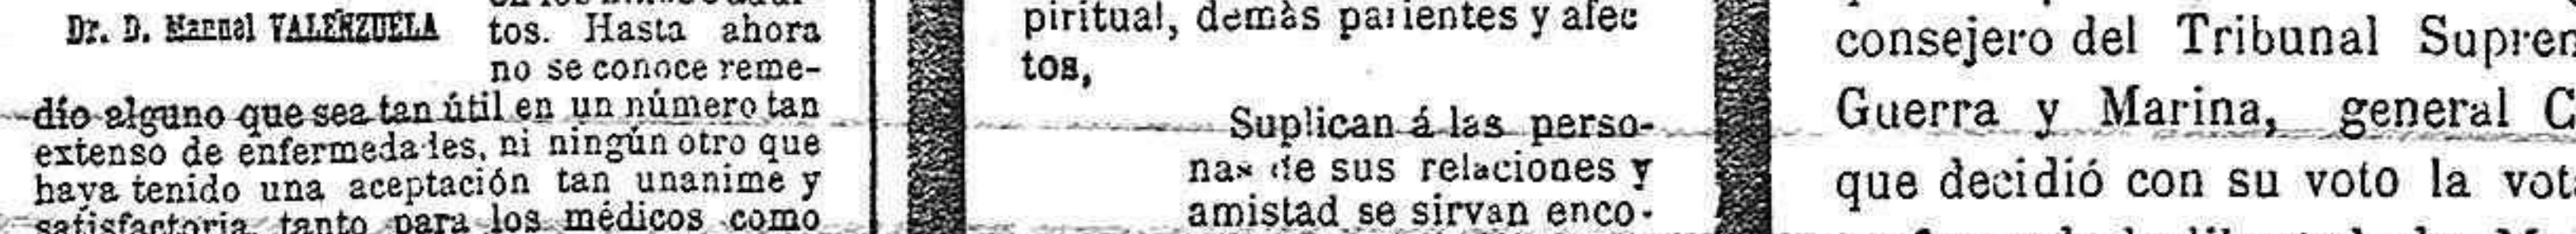 Dr. D. Manuel VALENZUELA
tos. Hasta ahora
no se conoce reme-
dio alguno que sea tan útil en un número tan
extenso de enfermedades, ni ningún otro que
haya tenido una aceptación tan unanime y
satisfactoria, tanto para los médicos como
piritual, demàs parientes y afec
tos,
Suplican á las perso-
nas de sus relaciones y
amistad se sirvan enco-
consejero del Tribunal Suprem
Guerra y Marina, general C
que decidió con su voto la vot